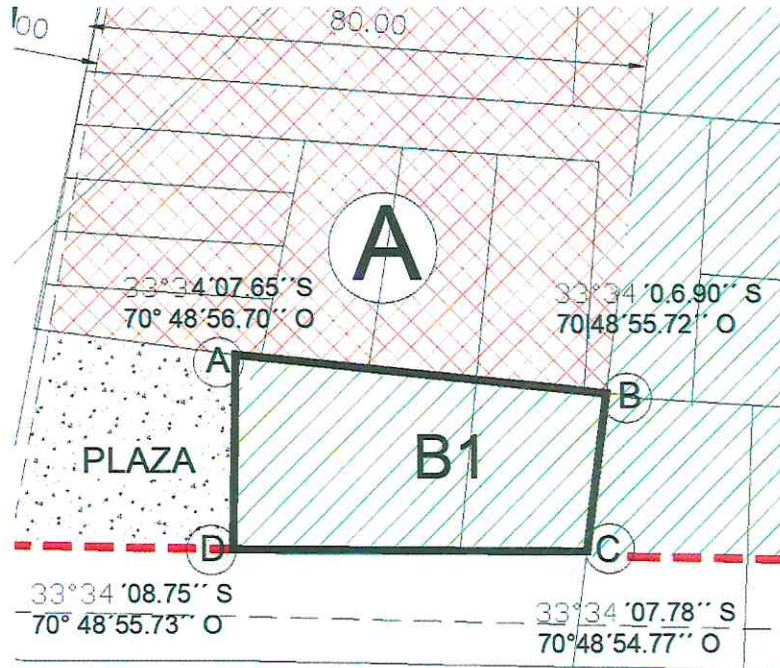 00
80.00
A
33°34´07.65´´S
70° 48´56.70´´ O
33°34 ´0.6.90´´ S
70´48´55.72´´ O
A
B
PLAZA
B1
D
C
33°34 ´08.75´´ S
70° 48´55.73´´ O
33°34 ´07.78´´ S
70°48´54.77´´ O